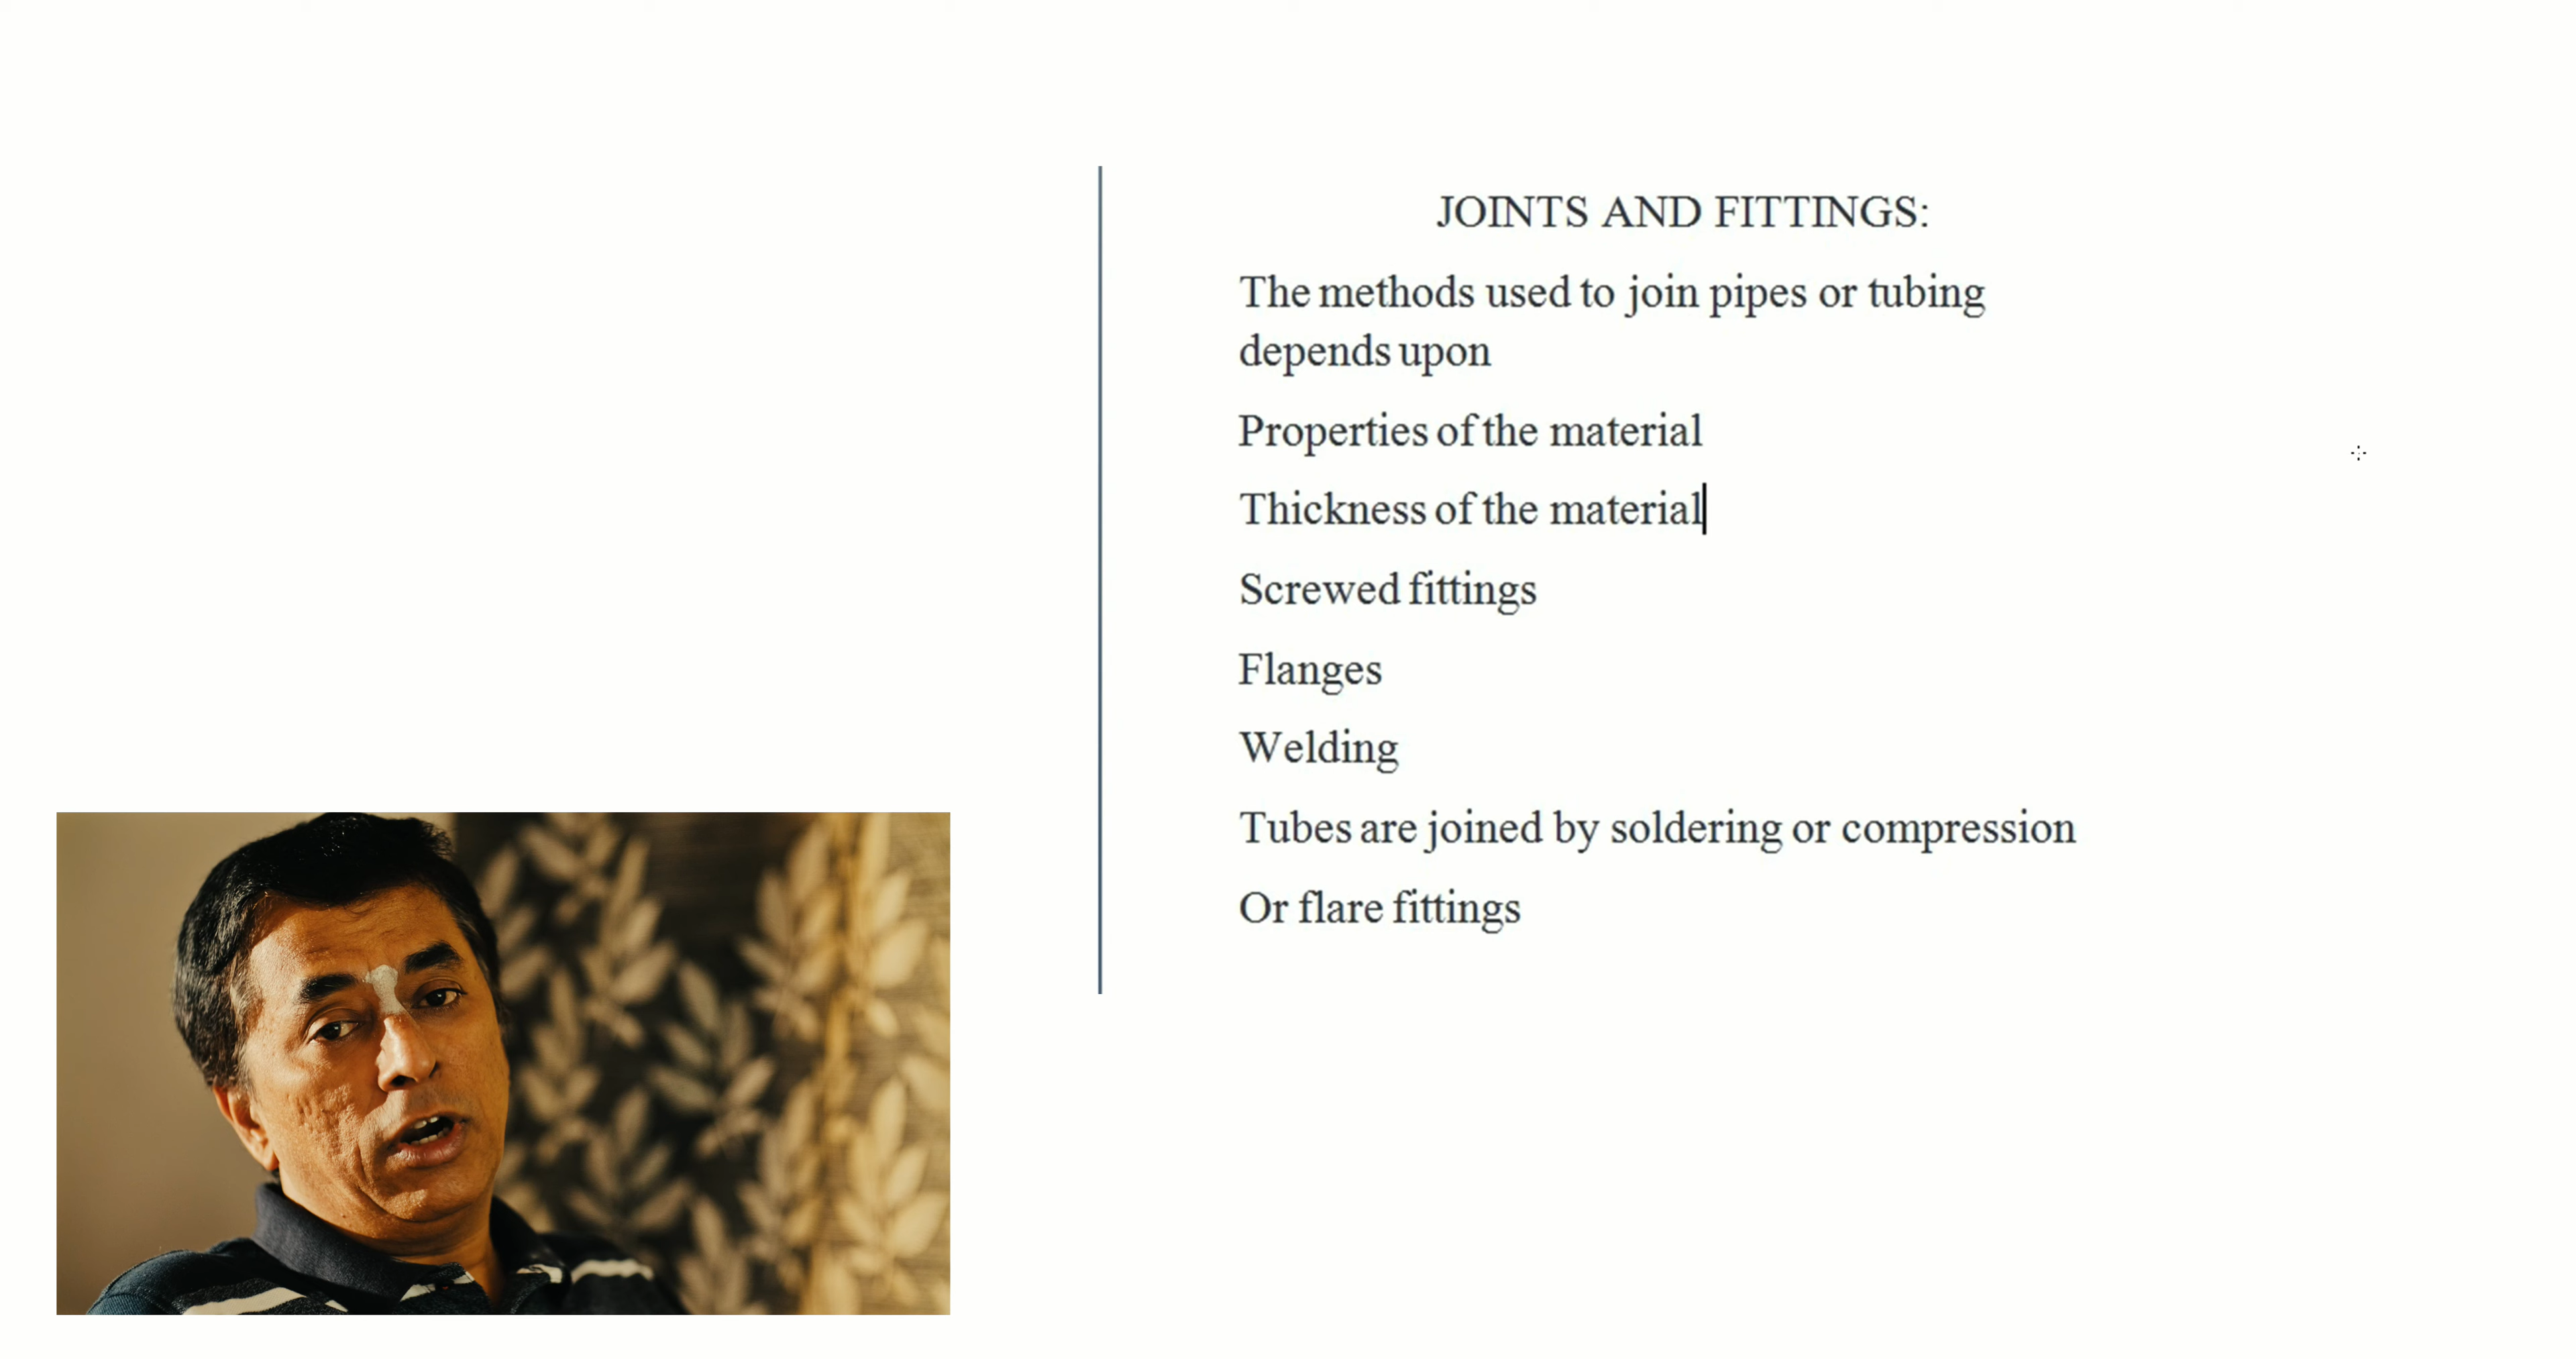 JOINTS AND FITTINGS:
The methods used to join pipes or tubing
depends upon
Properties of the material
Thickness of the material
Screwed fittings
Flanges
Welding
Tubes are joined by soldering or compression
Or flare fittings